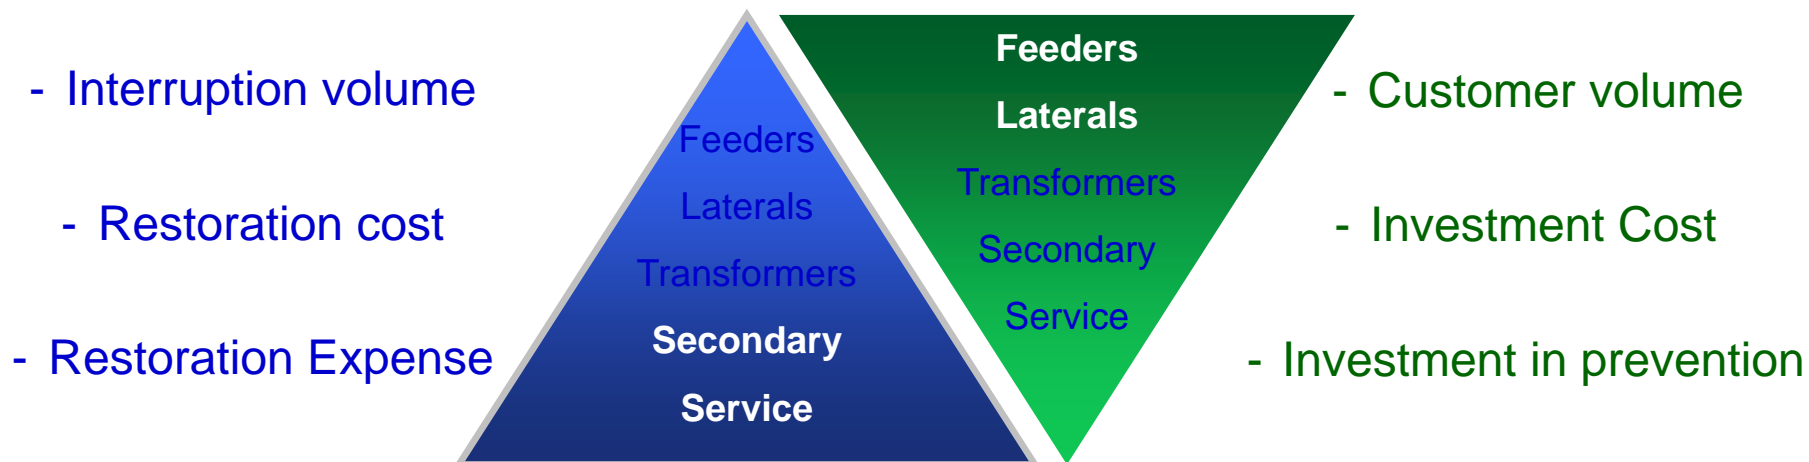 - Interruption volume
- Restoration cost
- Restoration Expense
Feeders
Laterals
Transformers
Secondary
Service
Feeders
Laterals
Transformers
Secondary
Service
- Customer volume
- Investment Cost
- Investment in prevention